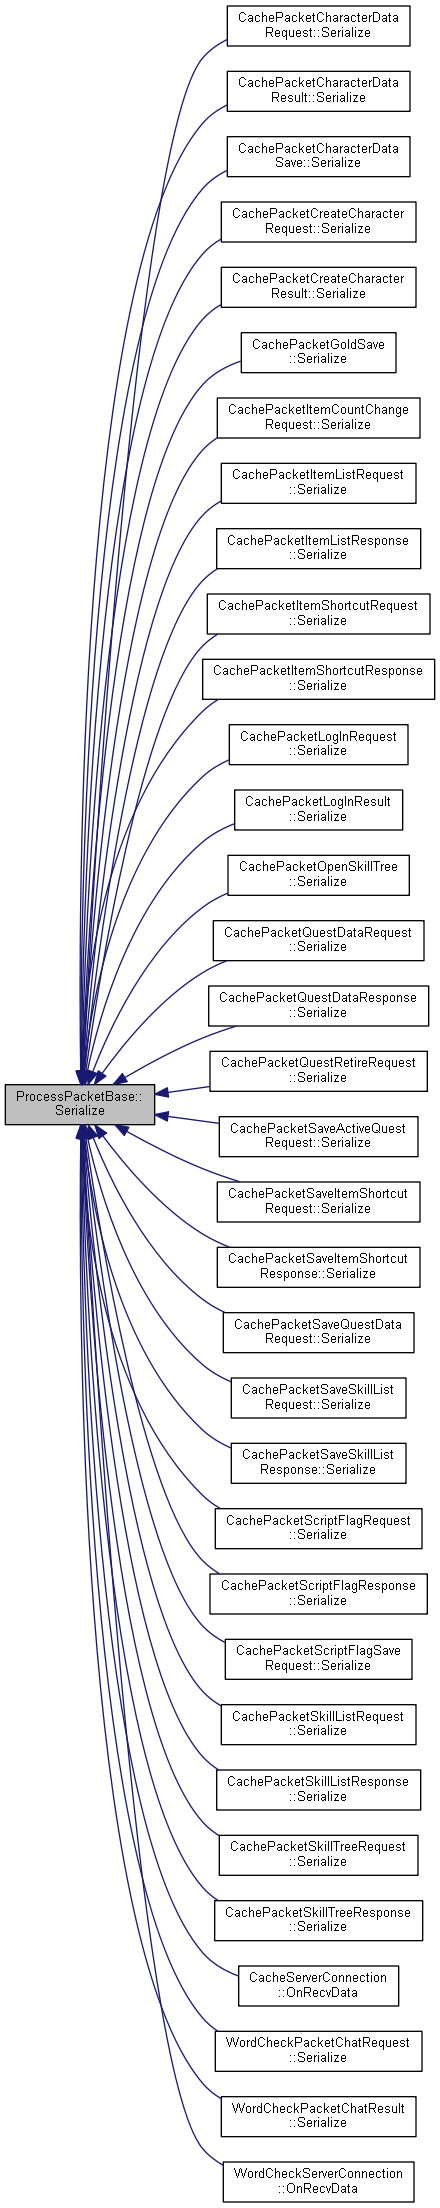 CachePacketCharacterData
Request::Serialize
CachePacketCharacterData
Result::Serialize
CachePacketCharacterData
Save::Serialize
CachePacketCreateCharacter
Request::Serialize
CachePacketCreateCharacter
Result::Serialize
CachePacketGoldSave
::Serialize
CachePacketItemCountChange
Request::Serialize
CachePacketItemListRequest
::Serialize
CachePacketItemListResponse
::Serialize
CachePacketItemShortcutRequest
::Serialize
CachePacketItemShortcutResponse
::Serialize
CachePacketLogInRequest
::Serialize
CachePacketLogInResult
::Serialize
CachePacketOpenSkillTree
::Serialize
CachePacketQuestDataRequest
::Serialize
CachePacketQuestDataResponse
::Serialize
CachePacketQuestRetireRequest
::Serialize
ProcessPacketBase::
Serialize
CachePacketSaveActiveQuest
Request::Serialize
CachePacketSaveItemShortcut
Request::Serialize
CachePacketSaveItemShortcut
Response::Serialize
CachePacketSaveQuestData
Request::Serialize
CachePacketSaveSkillList
Request::Serialize
CachePacketSaveSkillList
Response::Serialize
CachePacketScriptFlagRequest
::Serialize
CachePacketScriptFlagResponse
::Serialize
CachePacketScriptFlagSave
Request::Serialize
CachePacketSkillListRequest
::Serialize
CachePacketSkillListResponse
::Serialize
CachePacketSkillTreeRequest
::Serialize
CachePacketSkillTreeResponse
::Serialize
CacheServerConnection
::OnRecvData
WordCheckPacketChatRequest
::Serialize
WordCheckPacketChatResult
::Serialize
WordCheckServerConnection
::OnRecvData